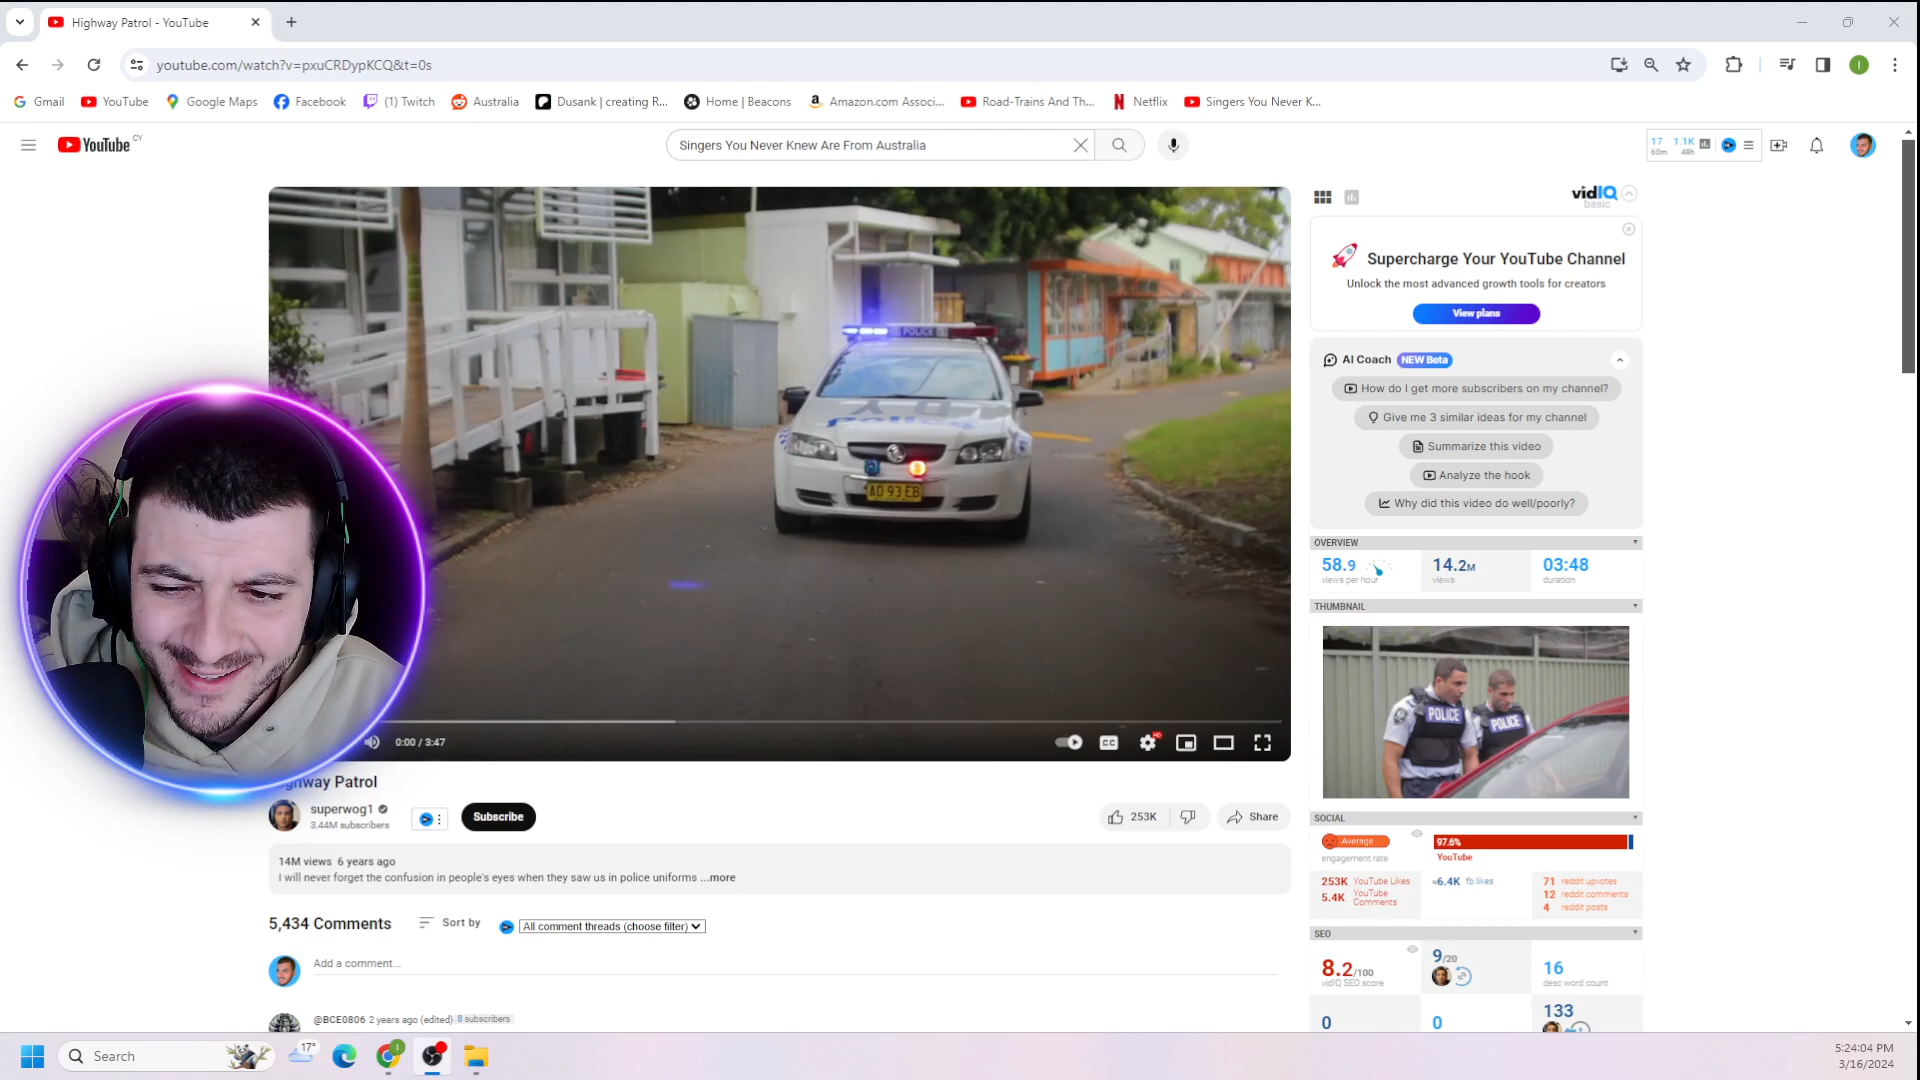 Highway Patrol - YouTube
youtube.com/watch?v=pxuCRDypKCQ&t=0s
Gmail
YouTube
Google Maps
Facebook
(1) Twitch
Australia
Dusank | creating R...
Home | Beacons
Amazon.com Associ...
Road-Trains And Th...
Netflix
Singers You Never K...
YouTube CY
Singers You Never Knew Are From Australia
17 1.1K
60m 48h
vidIQ
basic
Supercharge Your YouTube Channel
Unlock the most advanced growth tools for creators
View plans
AI Coach NEW Beta
How do I get more subscribers on my channel?
Give me 3 similar ideas for my channel
Summarize this video
Analyze the hook
Why did this video do well/poorly?
OVERVIEW
58.9 14.2M 03:48
views per hour views duration
THUMBNAIL
POLICE
POLICE
POLICE
Police
AO 93 EB
0:00 / 3:47
CC
HD
hway Patrol
superwog1
3.44M subscribers
Subscribe
253K
Share
14M views 6 years ago
I will never forget the confusion in people's eyes when they saw us in police uniforms ...more
5,434 Comments
Sort by
All comment threads (choose filter)
Add a comment...
@BCE0806 2 years ago (edited) 8 subscribers
SOCIAL
Average
engagement rate
97.6%
YouTube
253K YouTube Likes
5.4K YouTube Comments
≈6.4K fb likes
71 reddit upvotes
12 reddit comments
4 reddit posts
SEO
8.2/100
vidIQ SEO score
9/20
16
desc word count
0
0
133
Search
17°
5:24:04 PM
3/16/2024